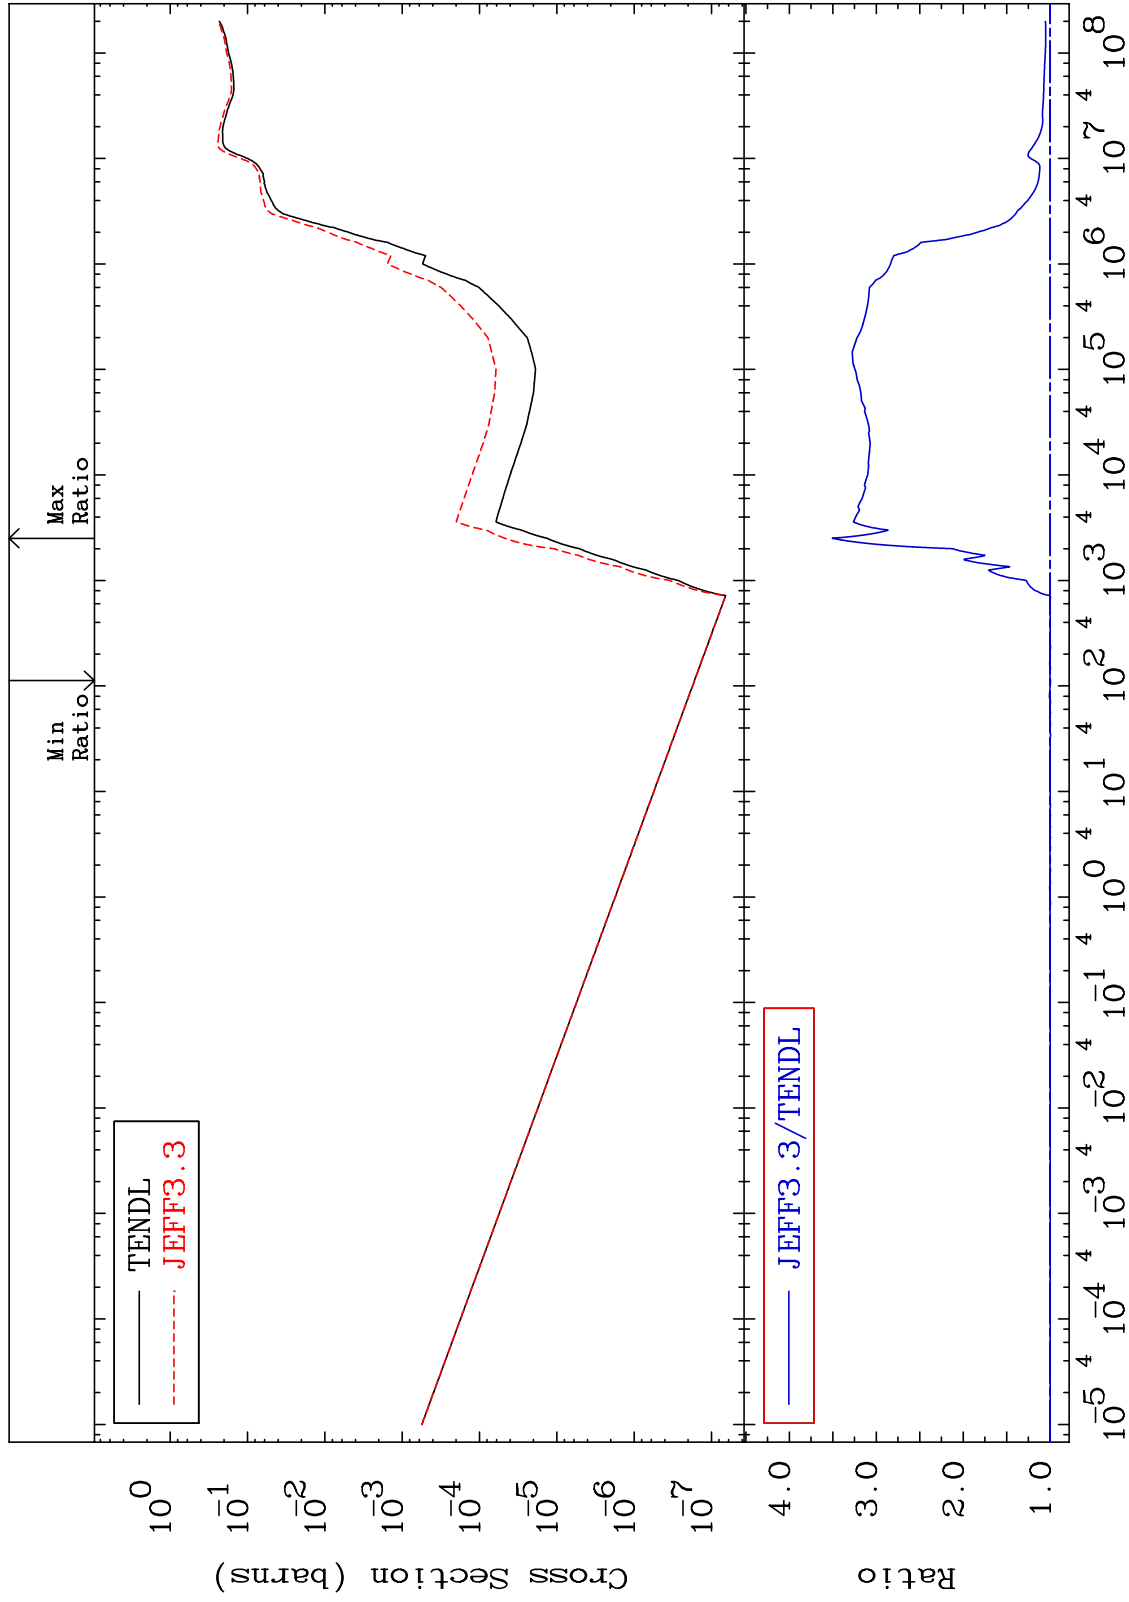 Min
Ratio
Max
Ratio
TENDL
JEFF3.3
Cross Section (barns)
10^0
10^-1
10^-2
10^-3
10^-4
10^-5
10^-6
10^-7
JEFF3.3/TENDL
Ratio
4.0
3.0
2.0
1.0
10^-5 4 10^-4 4 10^-3 4 10^-2 4 10^-1 4 10^0 4 10^1 4 10^2 4 10^3 4 10^4 4 10^5 4 10^6 4 10^7 4 10^8